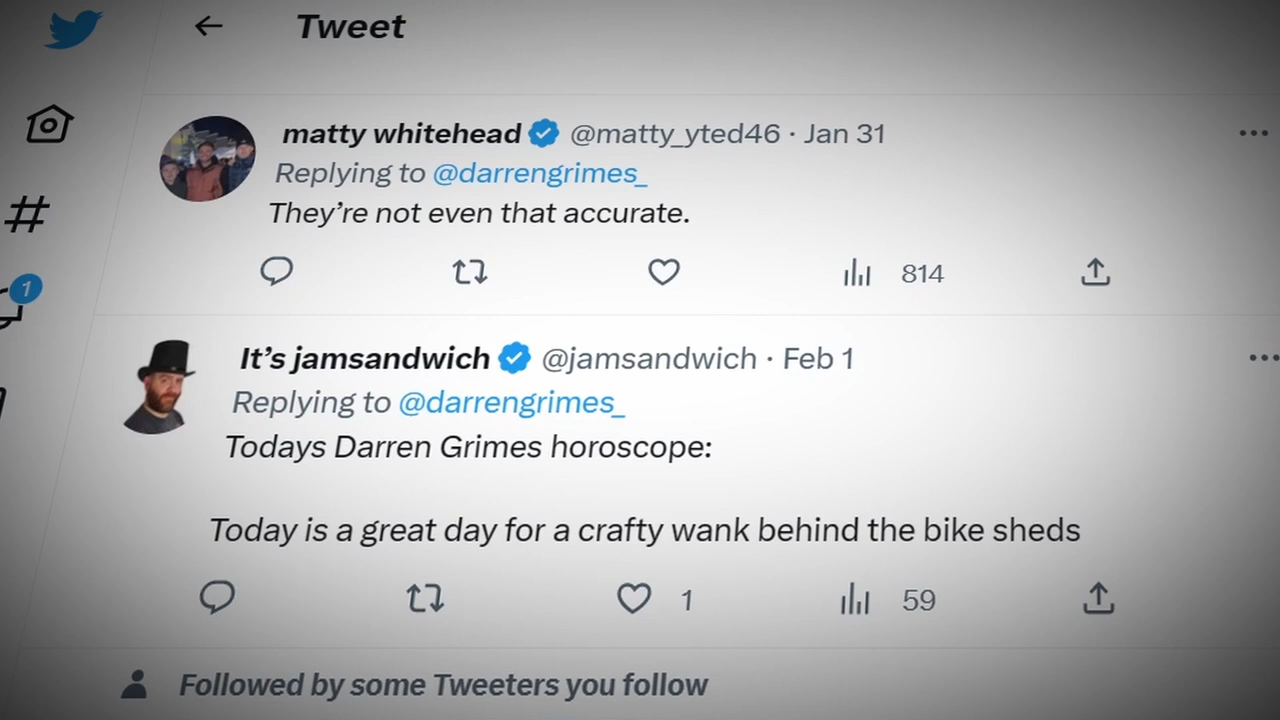 Tweet
matty whitehead @matty_yted46 · Jan 31
Replying to @darrengrimes_
They’re not even that accurate.
814
1
It’s jamsandwich @jamsandwich · Feb 1
Replying to @darrengrimes_
Todays Darren Grimes horoscope:
Today is a great day for a crafty wank behind the bike sheds
1 59
Followed by some Tweeters you follow